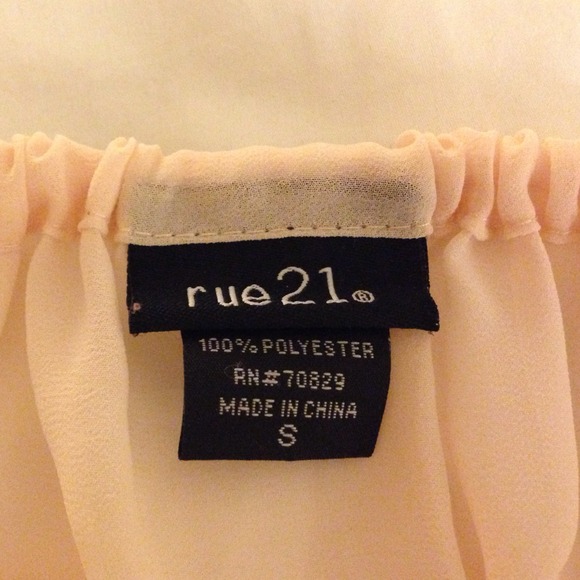 rue21®
100% POLYESTER
RN#70829
MADE IN CHINA
S